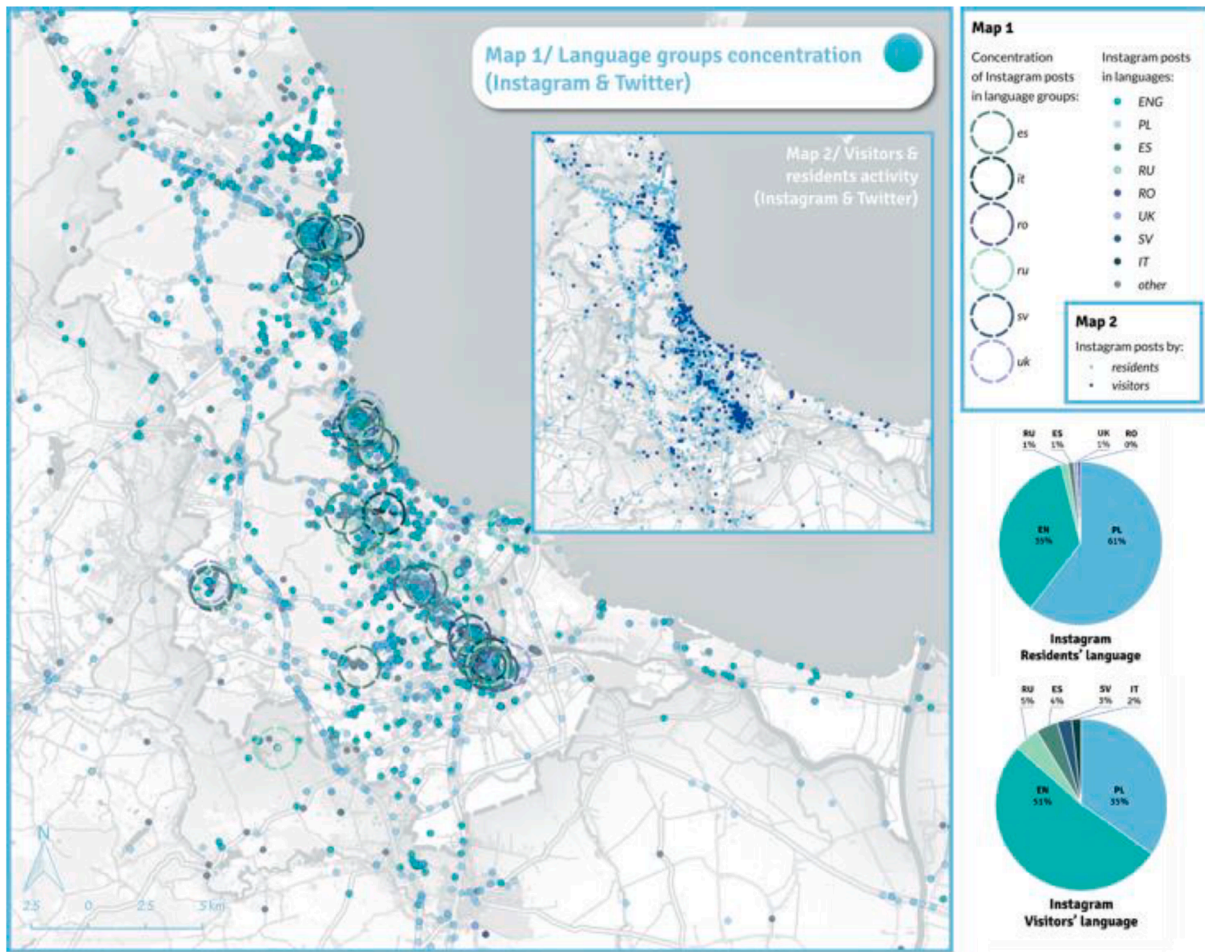 Map 1/ Language groups concentration
(Instagram & Twitter)
Map 2/ Visitors &
residents activity
(Instagram & Twitter)
N
2.5 0 2.5 5 km
Map 1
Concentration
of Instagram posts
in language groups:
es
it
ro
ru
sv
uk
Instagram posts
in languages:
ENG
PL
ES
RU
RO
UK
SV
IT
other
Map 2
Instagram posts by:
residents
visitors
RU ES UK RO
1% 1% 1% 0%
EN
35%
PL
61%
Instagram
Residents' language
RU ES SV IT
5% 4% 3% 2%
EN
51%
PL
35%
Instagram
Visitors' language